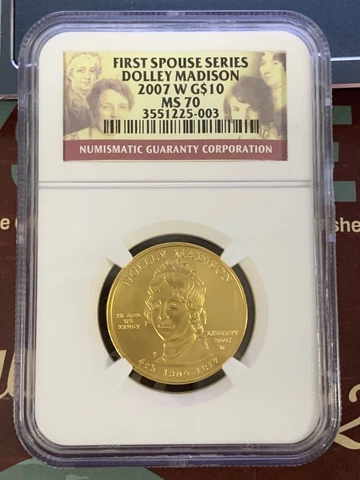 FIRST SPOUSE SERIES
DOLLEY MADISON
2007 W G$10
MS 70
3551225-003
NUMISMATIC GUARANTY CORPORATION
DOLLEY MADISON
IN GOD
WE
TRUST
LIBERTY
2007
W
4th 1809-1817